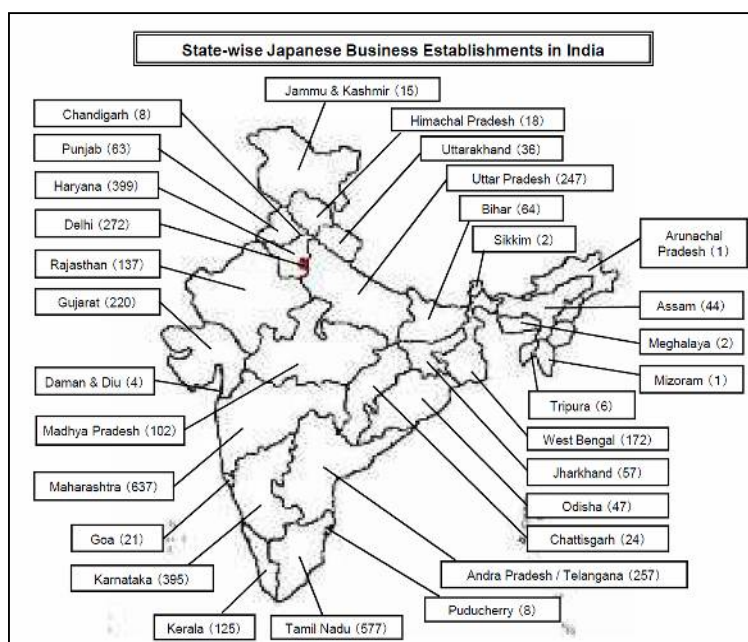 State-wise Japanese Business Establishments in India
Jammu & Kashmir (15)
Chandigarh (8)
Himachal Pradesh (18)
Punjab (63)
Uttarakhand (36)
Haryana (399)
Uttar Pradesh (247)
Delhi (272)
Bihar (64)
Sikkim (2)
Arunachal
Pradesh (1)
Rajasthan (137)
Gujarat (220)
Assam (44)
Meghalaya (2)
Daman & Diu (4)
Mizoram (1)
Tripura (6)
Madhya Pradesh (102)
West Bengal (172)
Jharkhand (57)
Maharashtra (637)
Odisha (47)
Goa (21)
Chattisgarh (24)
Karnataka (395)
Andra Pradesh / Telangana (257)
Puducherry (8)
Kerala (125)
Tamil Nadu (577)